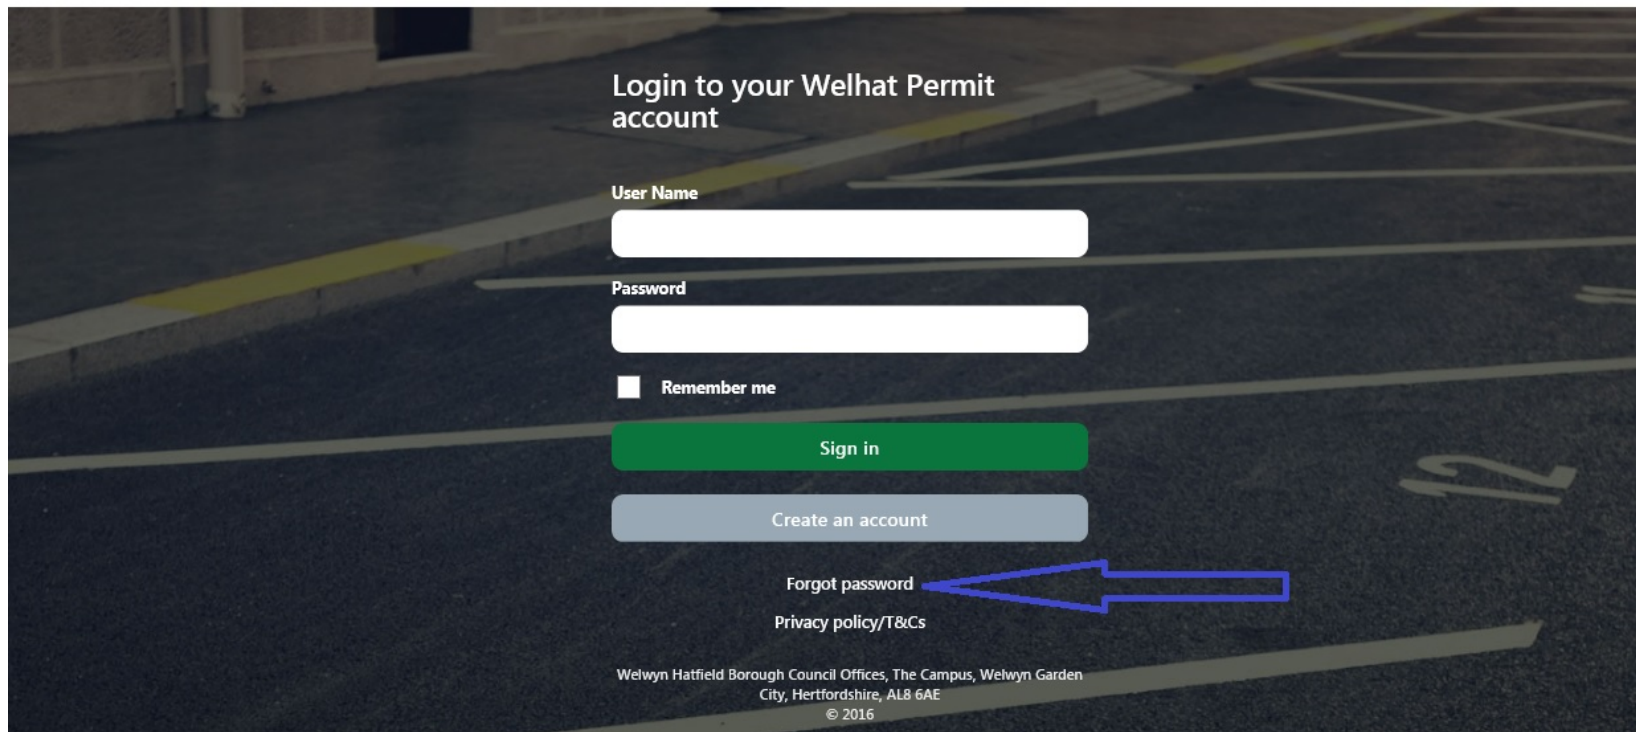 Login to your Welhat Permit
account
User Name
Password
Remember me
Sign in
Create an account
Forgot password
Privacy policy/T&Cs
Welwyn Hatfield Borough Council Offices, The Campus, Welwyn Garden
City, Hertfordshire, AL8 6AE
© 2016
12